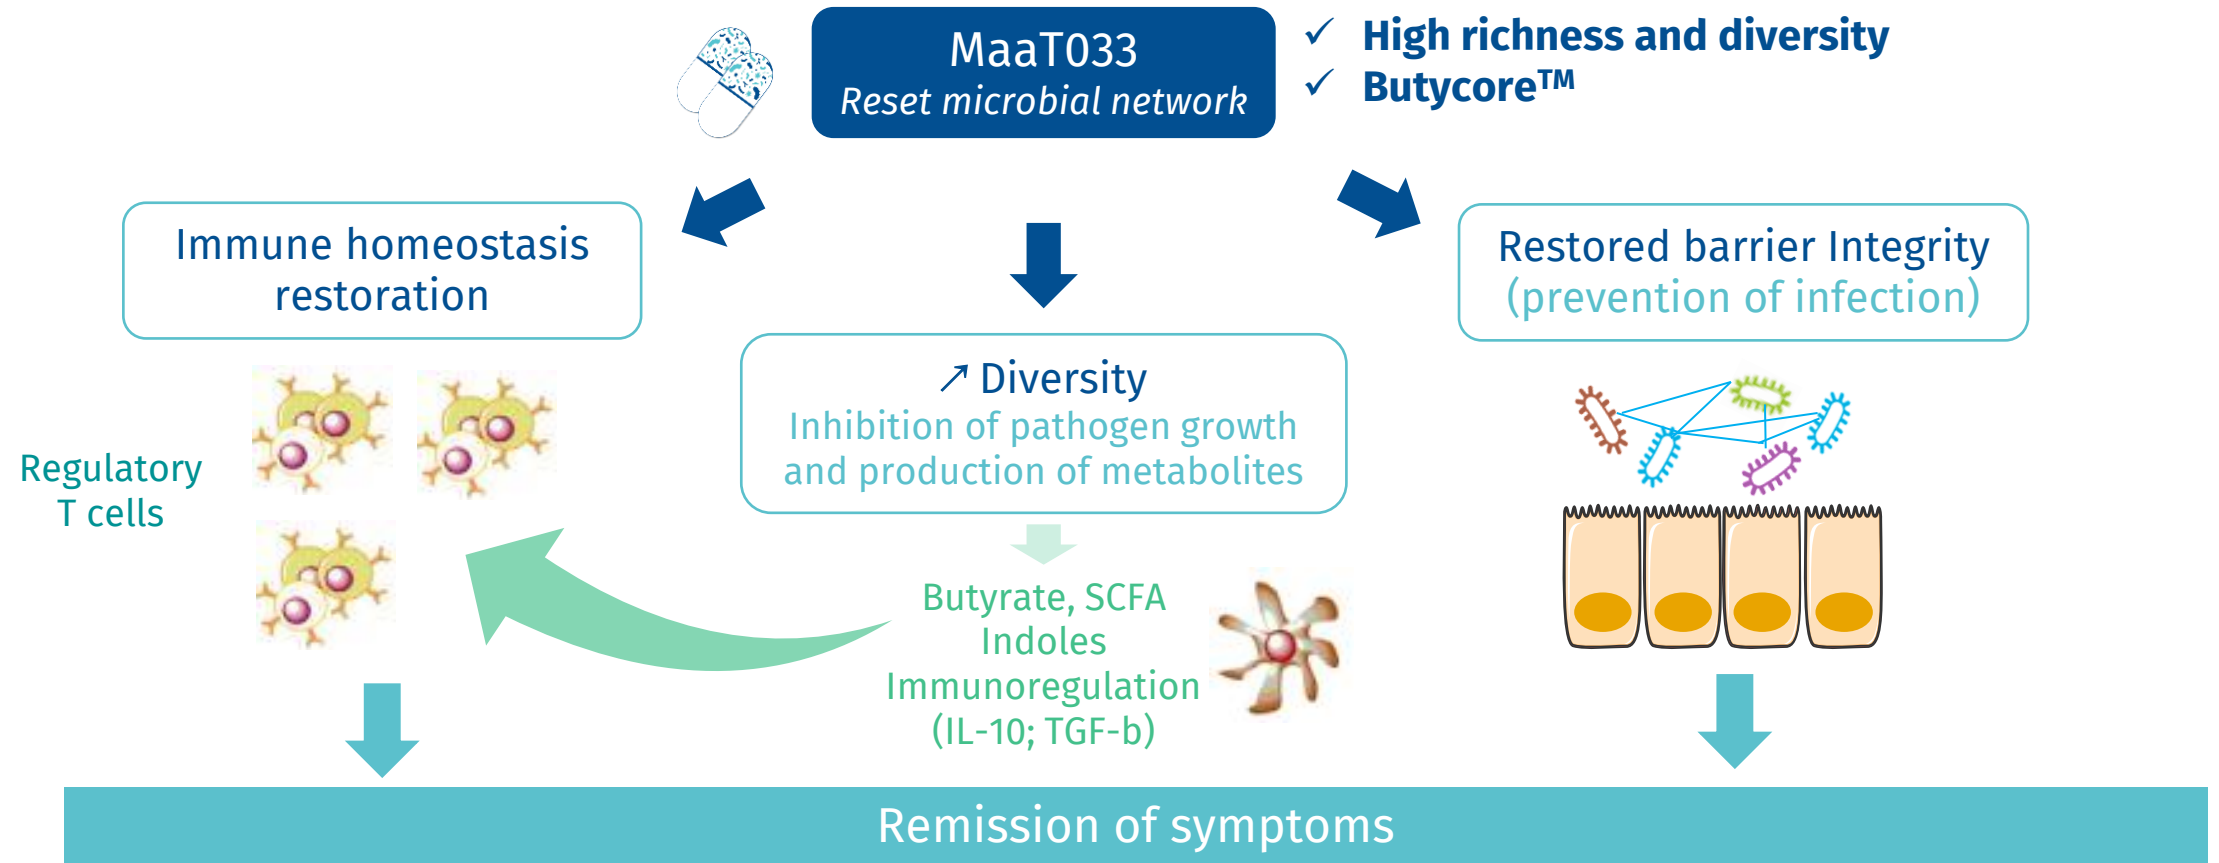 MaaT033
Reset microbial network
✓ High richness and diversity
✓ Butycore™
Immune homeostasis
restoration
Restored barrier Integrity
(prevention of infection)
↗ Diversity
Inhibition of pathogen growth
and production of metabolites
Regulatory
T cells
Butyrate, SCFA
Indoles
Immunoregulation
(IL-10; TGF-b)
Remission of symptoms